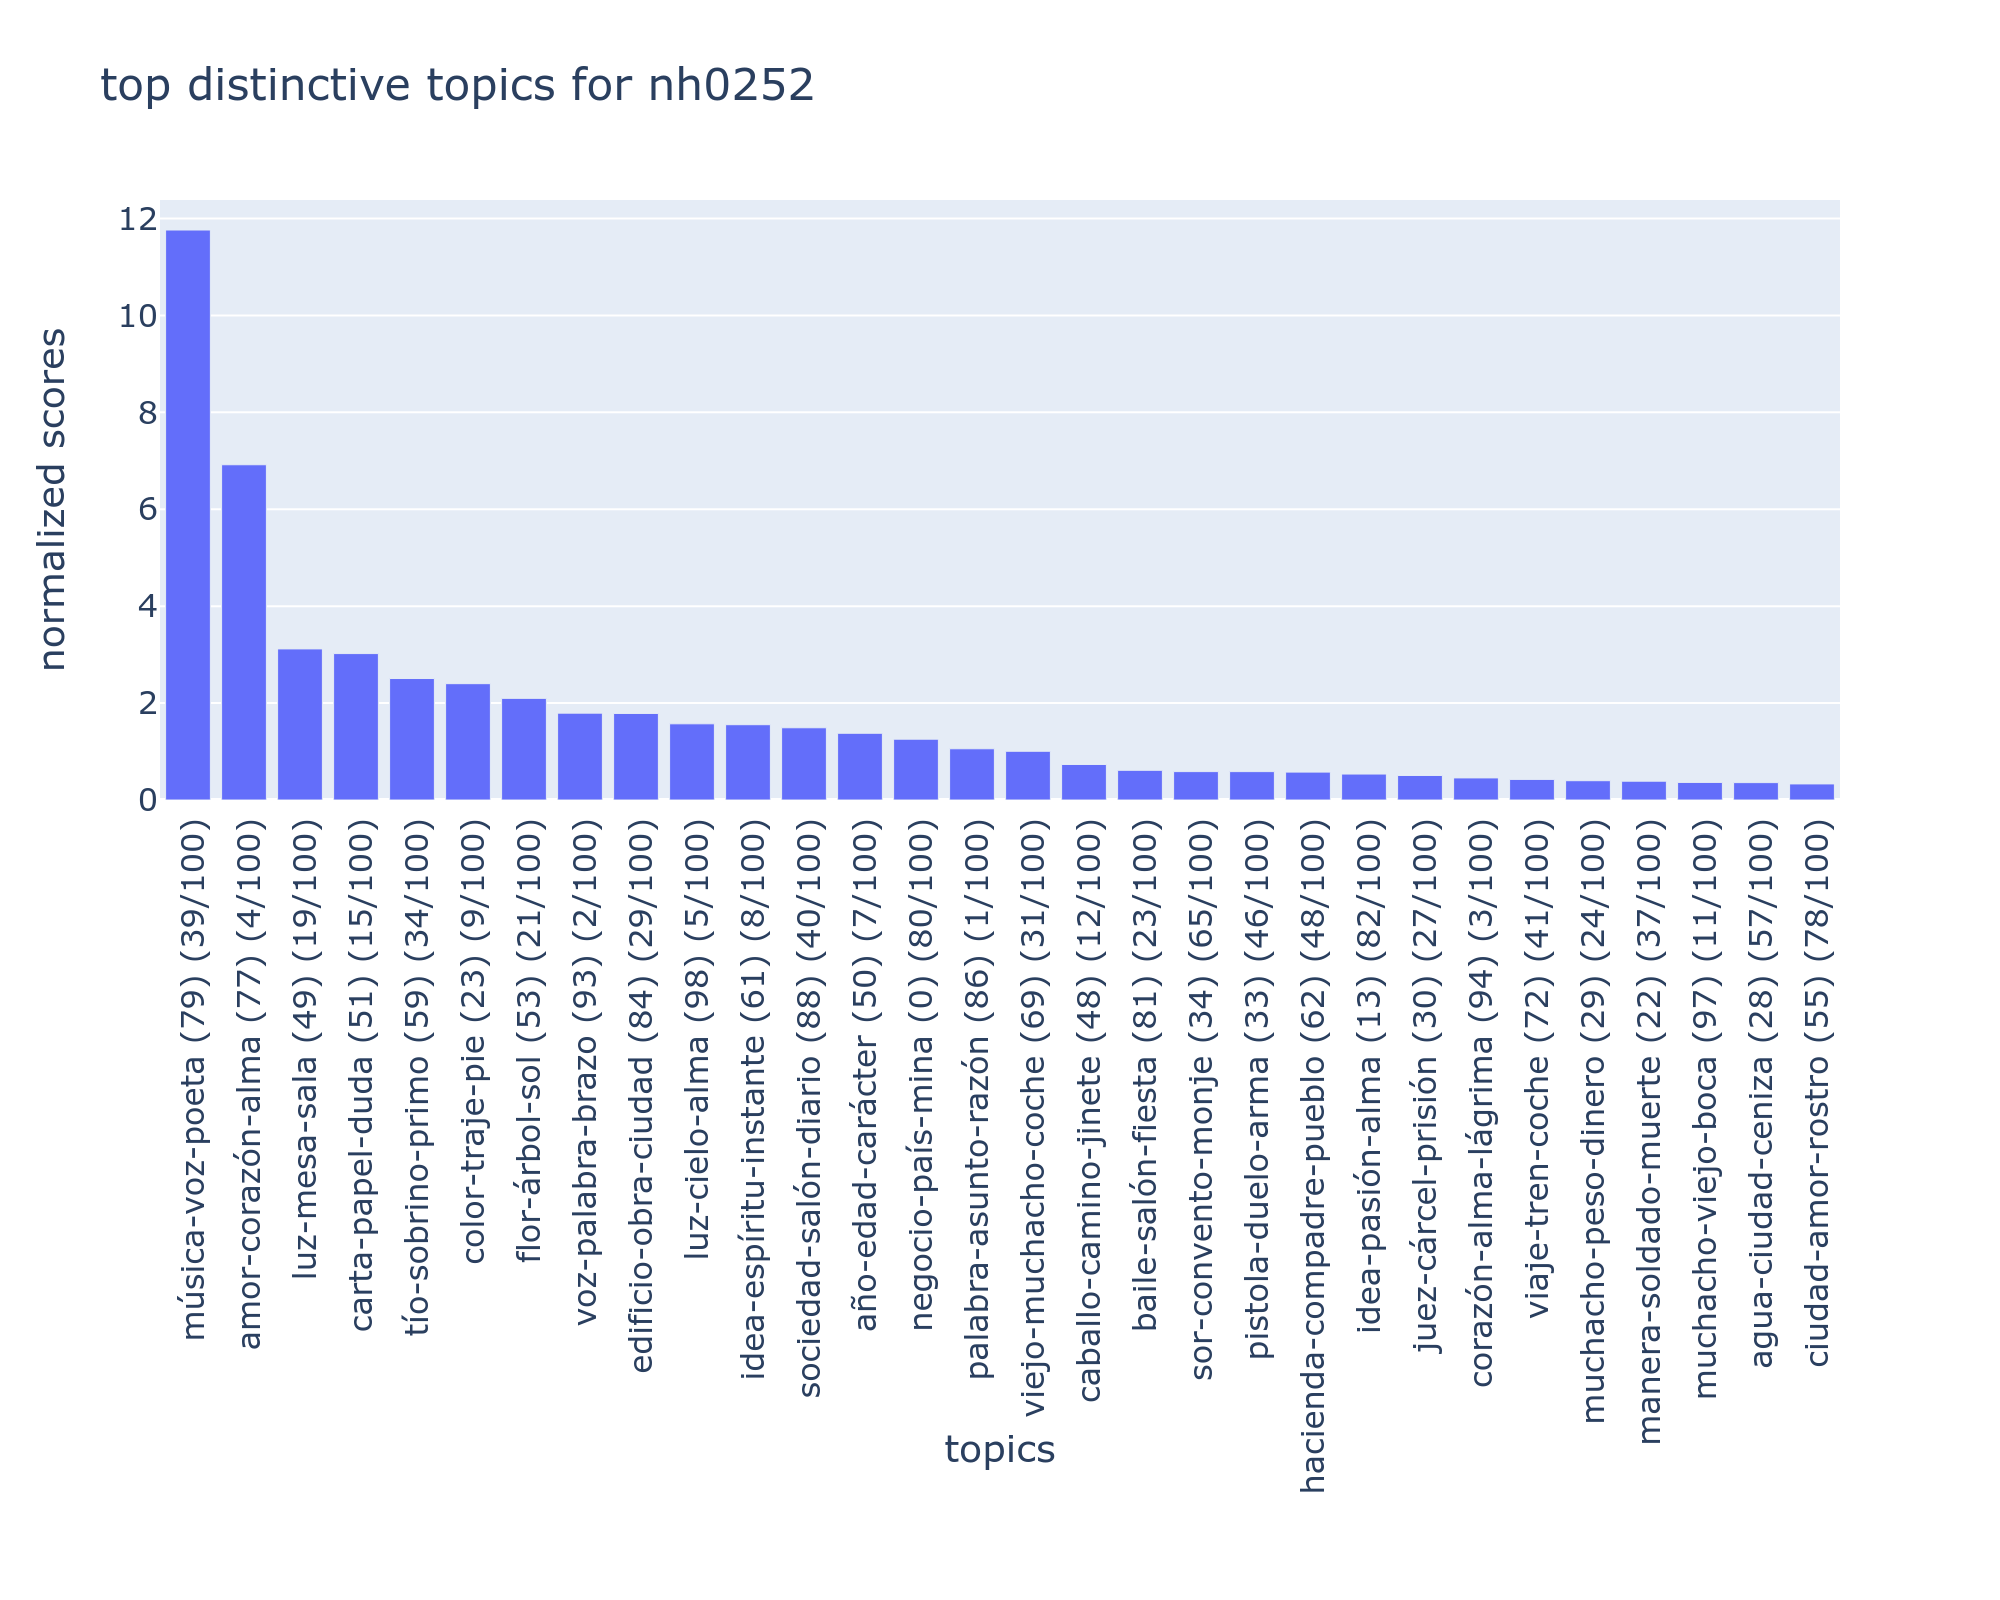 top distinctive topics for nh0252
normalized scores
12
10
8
6
4
2
0
música-voz-poeta (79) (39/100)
amor-corazón-alma (77) (4/100)
luz-mesa-sala (49) (19/100)
carta-papel-duda (51) (15/100)
tío-sobrino-primo (59) (34/100)
color-traje-pie (23) (9/100)
flor-árbol-sol (53) (21/100)
voz-palabra-brazo (93) (2/100)
edificio-obra-ciudad (84) (29/100)
luz-cielo-alma (98) (5/100)
idea-espíritu-instante (61) (8/100)
sociedad-salón-diario (88) (40/100)
año-edad-carácter (50) (7/100)
negocio-país-mina (0) (80/100)
palabra-asunto-razón (86) (1/100)
viejo-muchacho-coche (69) (31/100)
caballo-camino-jinete (48) (12/100)
baile-salón-fiesta (81) (23/100)
sor-convento-monje (34) (65/100)
pistola-duelo-arma (33) (46/100)
hacienda-compadre-pueblo (62) (48/100)
idea-pasión-alma (13) (82/100)
juez-cárcel-prisión (30) (27/100)
corazón-alma-lágrima (94) (3/100)
viaje-tren-coche (72) (41/100)
muchacho-peso-dinero (29) (24/100)
manera-soldado-muerte (22) (37/100)
muchacho-viejo-boca (97) (11/100)
agua-ciudad-ceniza (28) (57/100)
ciudad-amor-rostro (55) (78/100)
topics